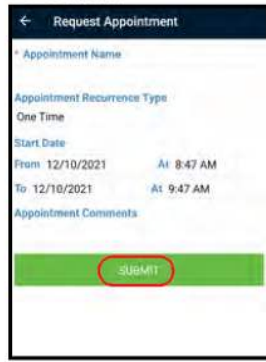 ← Request Appointment
* Appointment Name
Appointment Recurrence Type
One Time
Start Date
From 12/10/2021 At 8:47 AM
To 12/10/2021 At 9:47 AM
Appointment Comments
SUBMIT